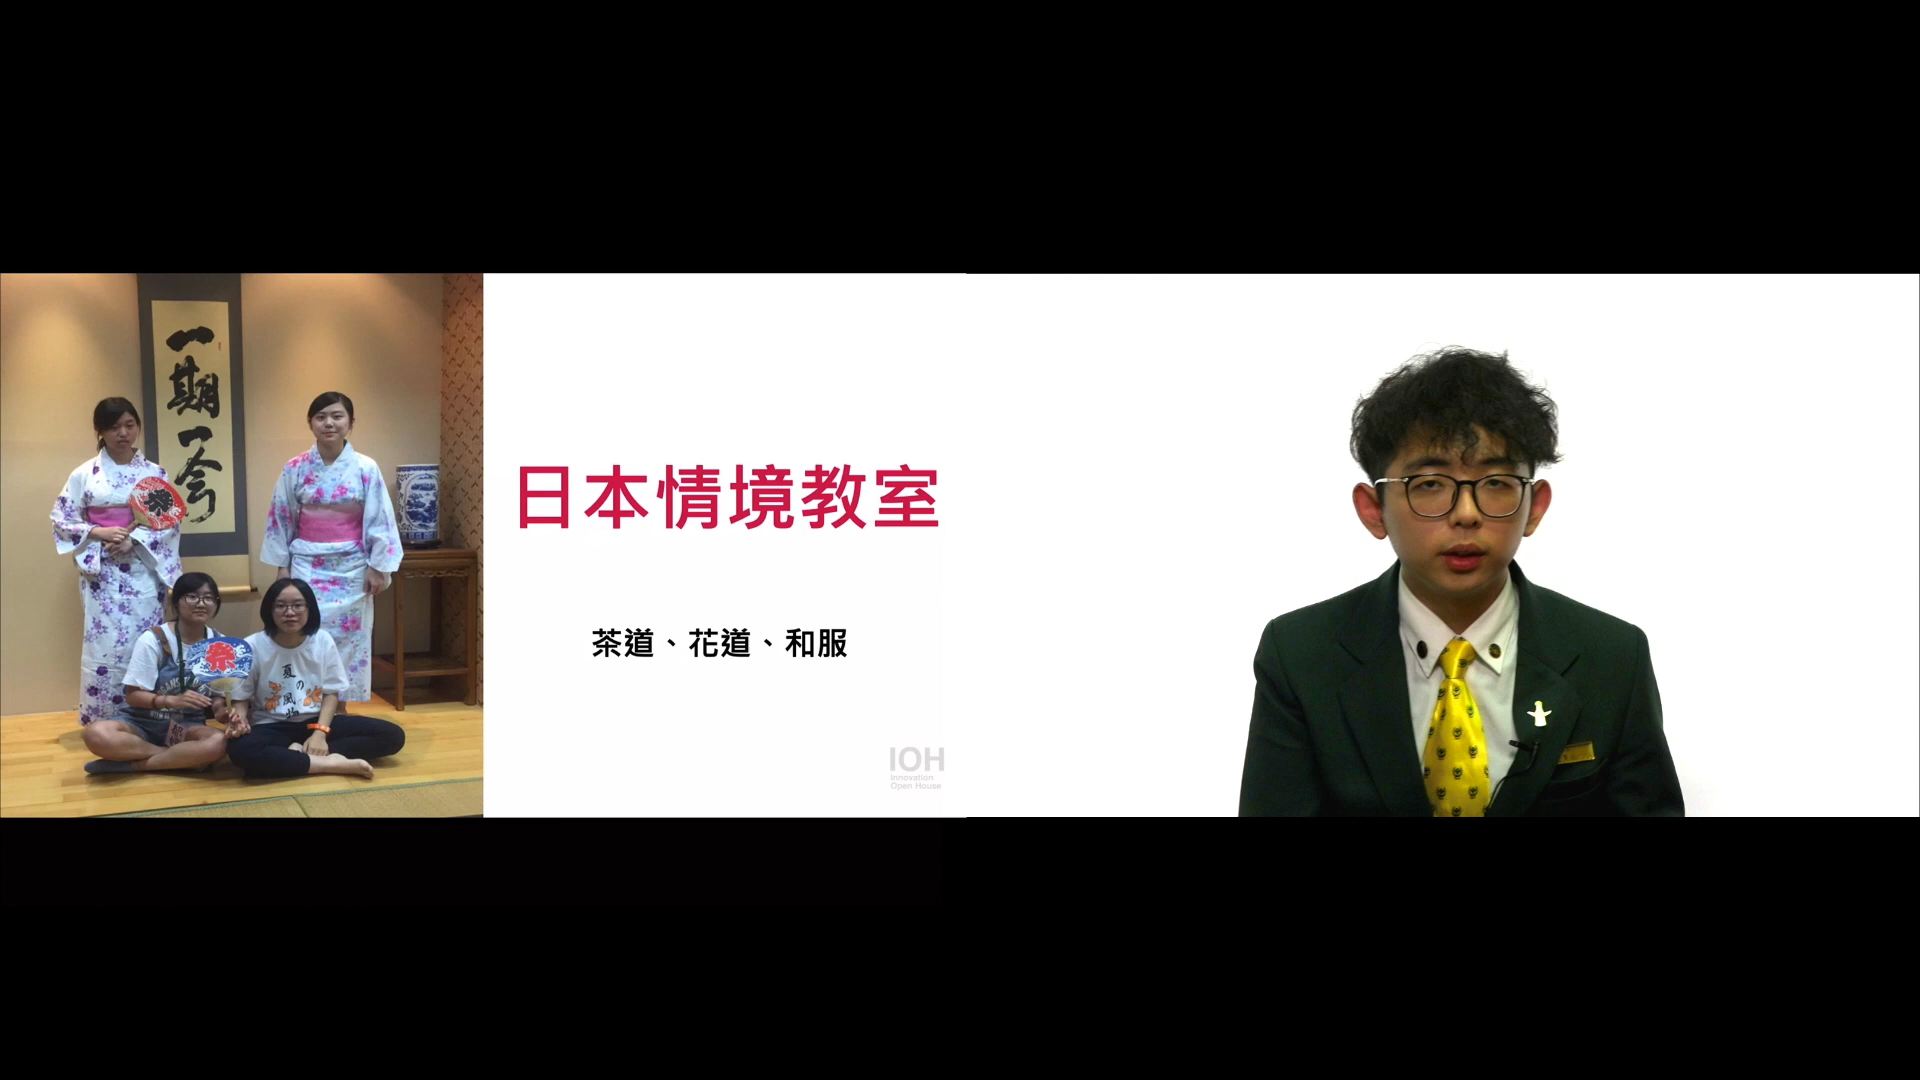 一期一会
祭
祭
夏の風物
日本情境教室
茶道、花道、和服
IOH
Innovation
Open House